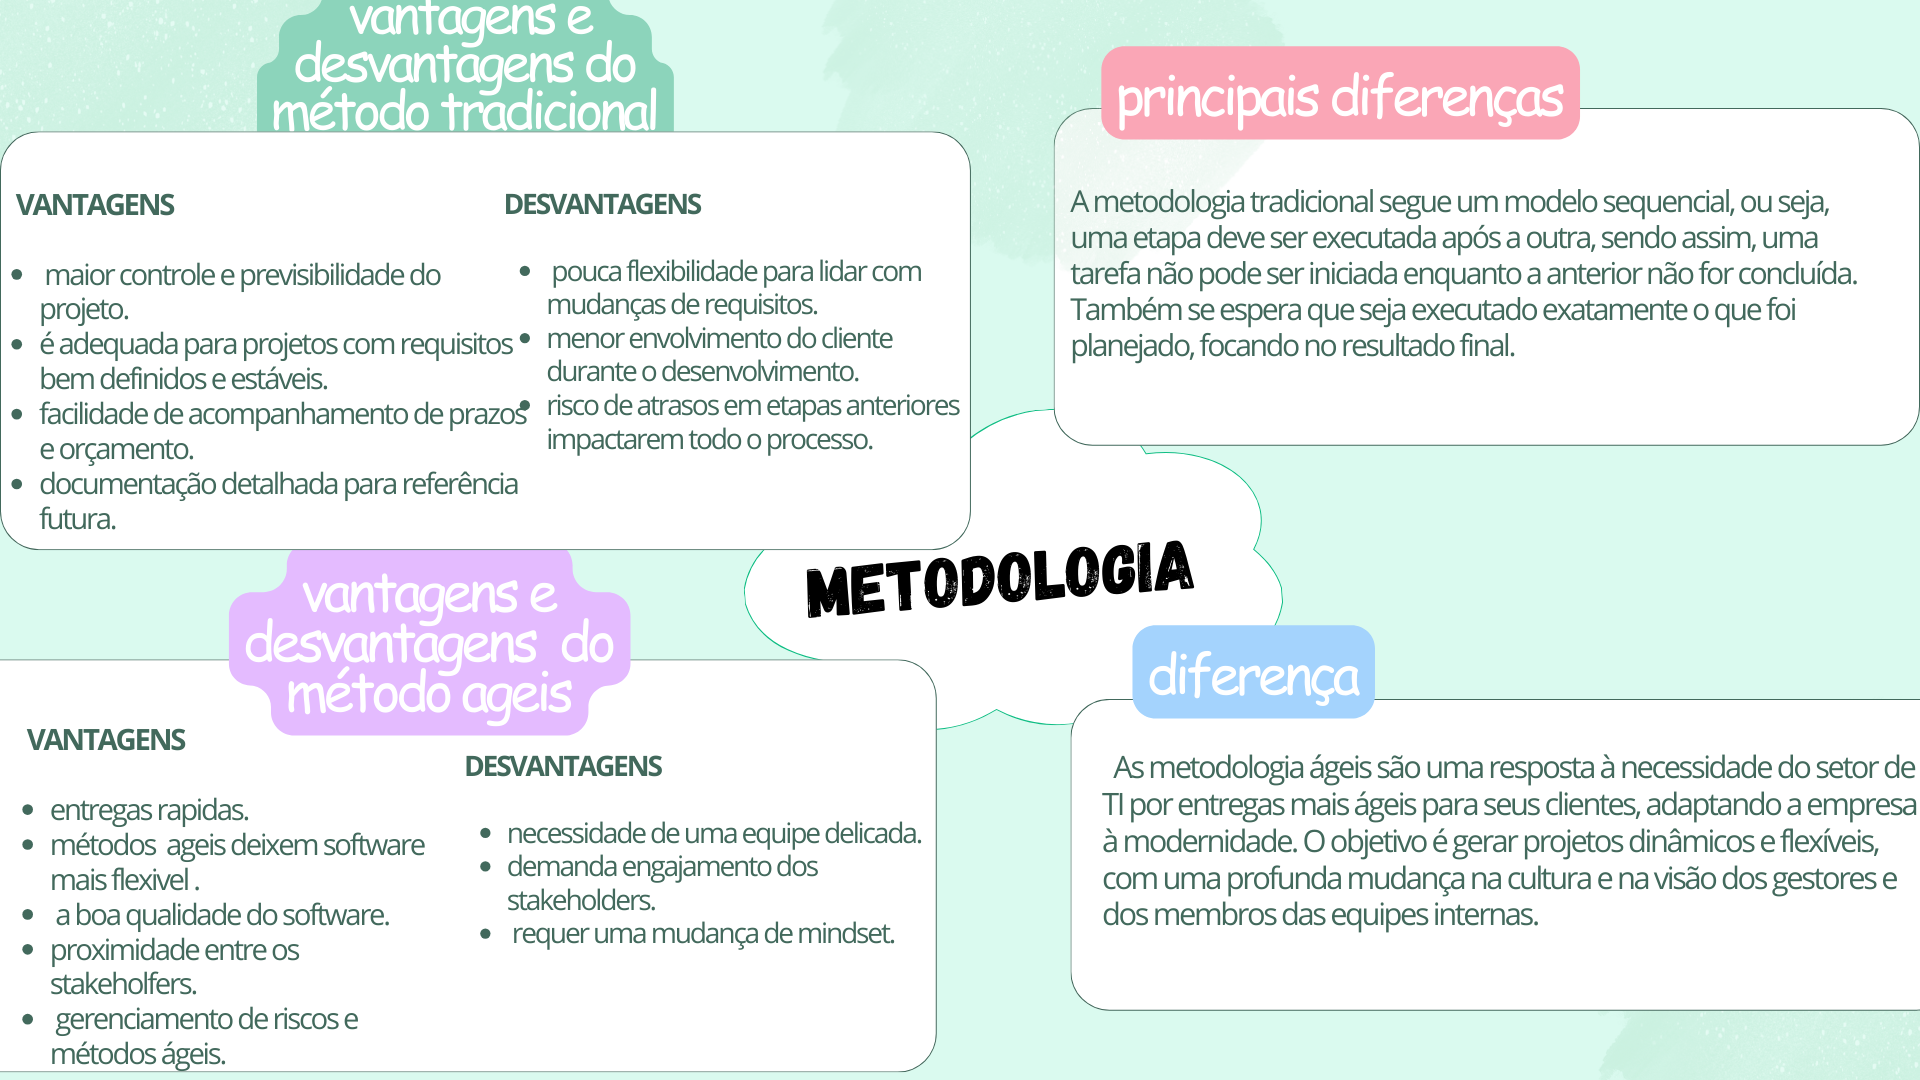 vantagens e
desvantagens do
método tradicional
VANTAGENS
maior controle e previsibilidade do
projeto.
é adequada para projetos com requisitos
bem definidos e estáveis.
facilidade de acompanhamento de prazos
e orçamento.
documentação detalhada para referência
futura.
DESVANTAGENS
pouca flexibilidade para lidar com
mudanças de requisitos.
menor envolvimento do cliente
durante o desenvolvimento.
risco de atrasos em etapas anteriores
impactarem todo o processo.
principais diferenças
A metodologia tradicional segue um modelo sequencial, ou seja,
uma etapa deve ser executada após a outra, sendo assim, uma
tarefa não pode ser iniciada enquanto a anterior não for concluída.
Também se espera que seja executado exatamente o que foi
planejado, focando no resultado final.
METODOLOGIA
vantagens e
desvantagens do
método ageis
VANTAGENS
entregas rapidas.
métodos ageis deixem software
mais flexivel .
a boa qualidade do software.
proximidade entre os
stakeholfers.
gerenciamento de riscos e
métodos ágeis.
DESVANTAGENS
necessidade de uma equipe delicada.
demanda engajamento dos
stakeholders.
requer uma mudança de mindset.
diferença
As metodologia ágeis são uma resposta à necessidade do setor de
TI por entregas mais ágeis para seus clientes, adaptando a empresa
à modernidade. O objetivo é gerar projetos dinâmicos e flexíveis,
com uma profunda mudança na cultura e na visão dos gestores e
dos membros das equipes internas.